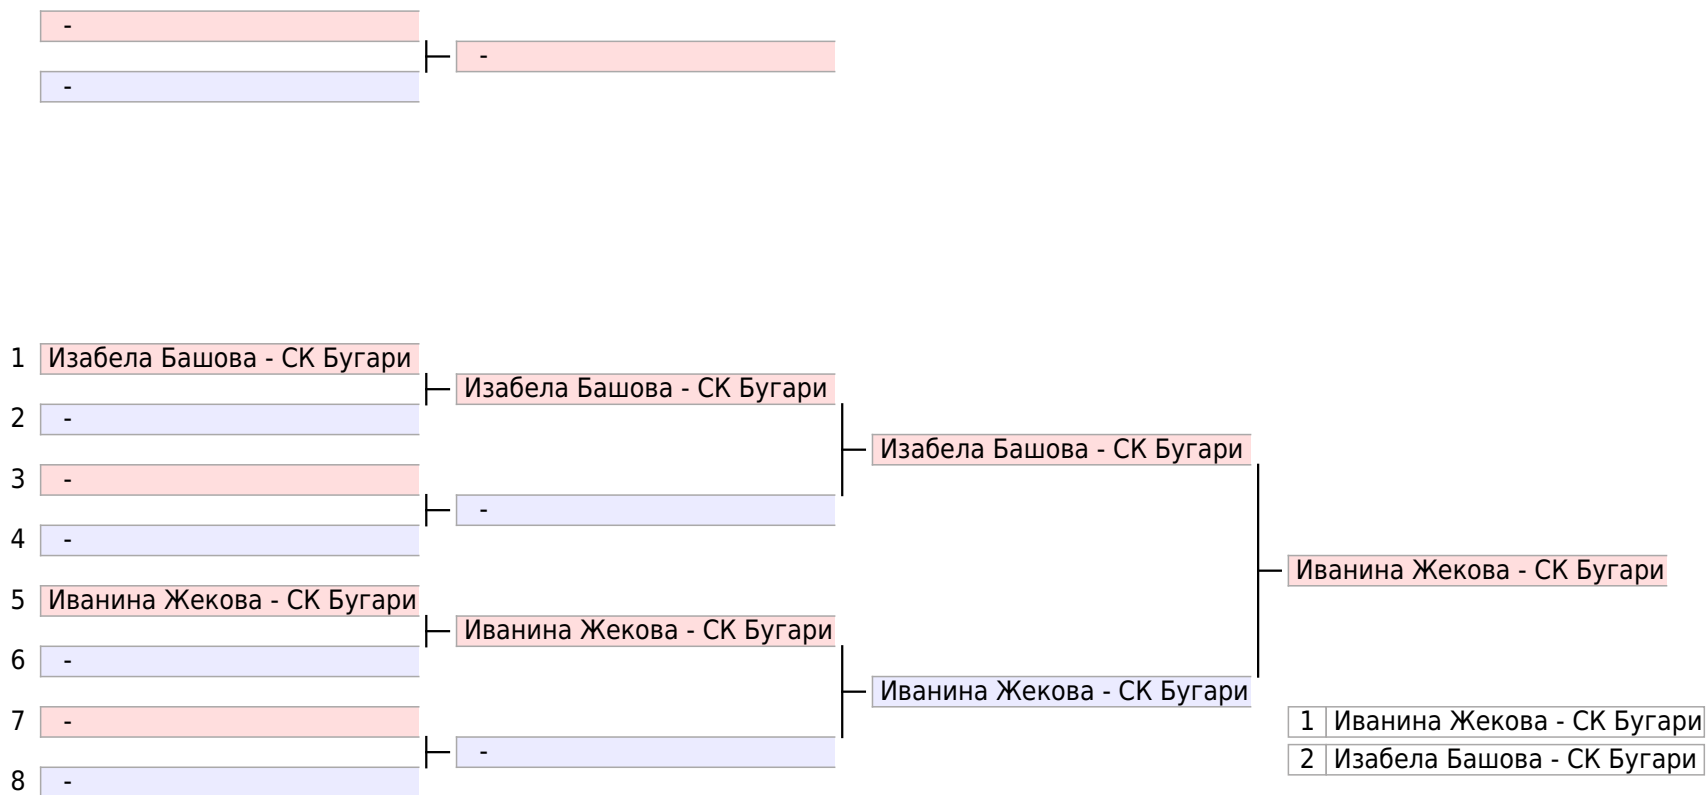 -
-
-
1 Изабела Башова - СК Бугари
Изабела Башова - СК Бугари
2 -
Изабела Башова - СК Бугари
3 -
-
4 -
Иванина Жекова - СК Бугари
5 Иванина Жекова - СК Бугари
Иванина Жекова - СК Бугари
6 -
Иванина Жекова - СК Бугари
7 -
1 Иванина Жекова - СК Бугари
-
2 Изабела Башова - СК Бугари
8 -